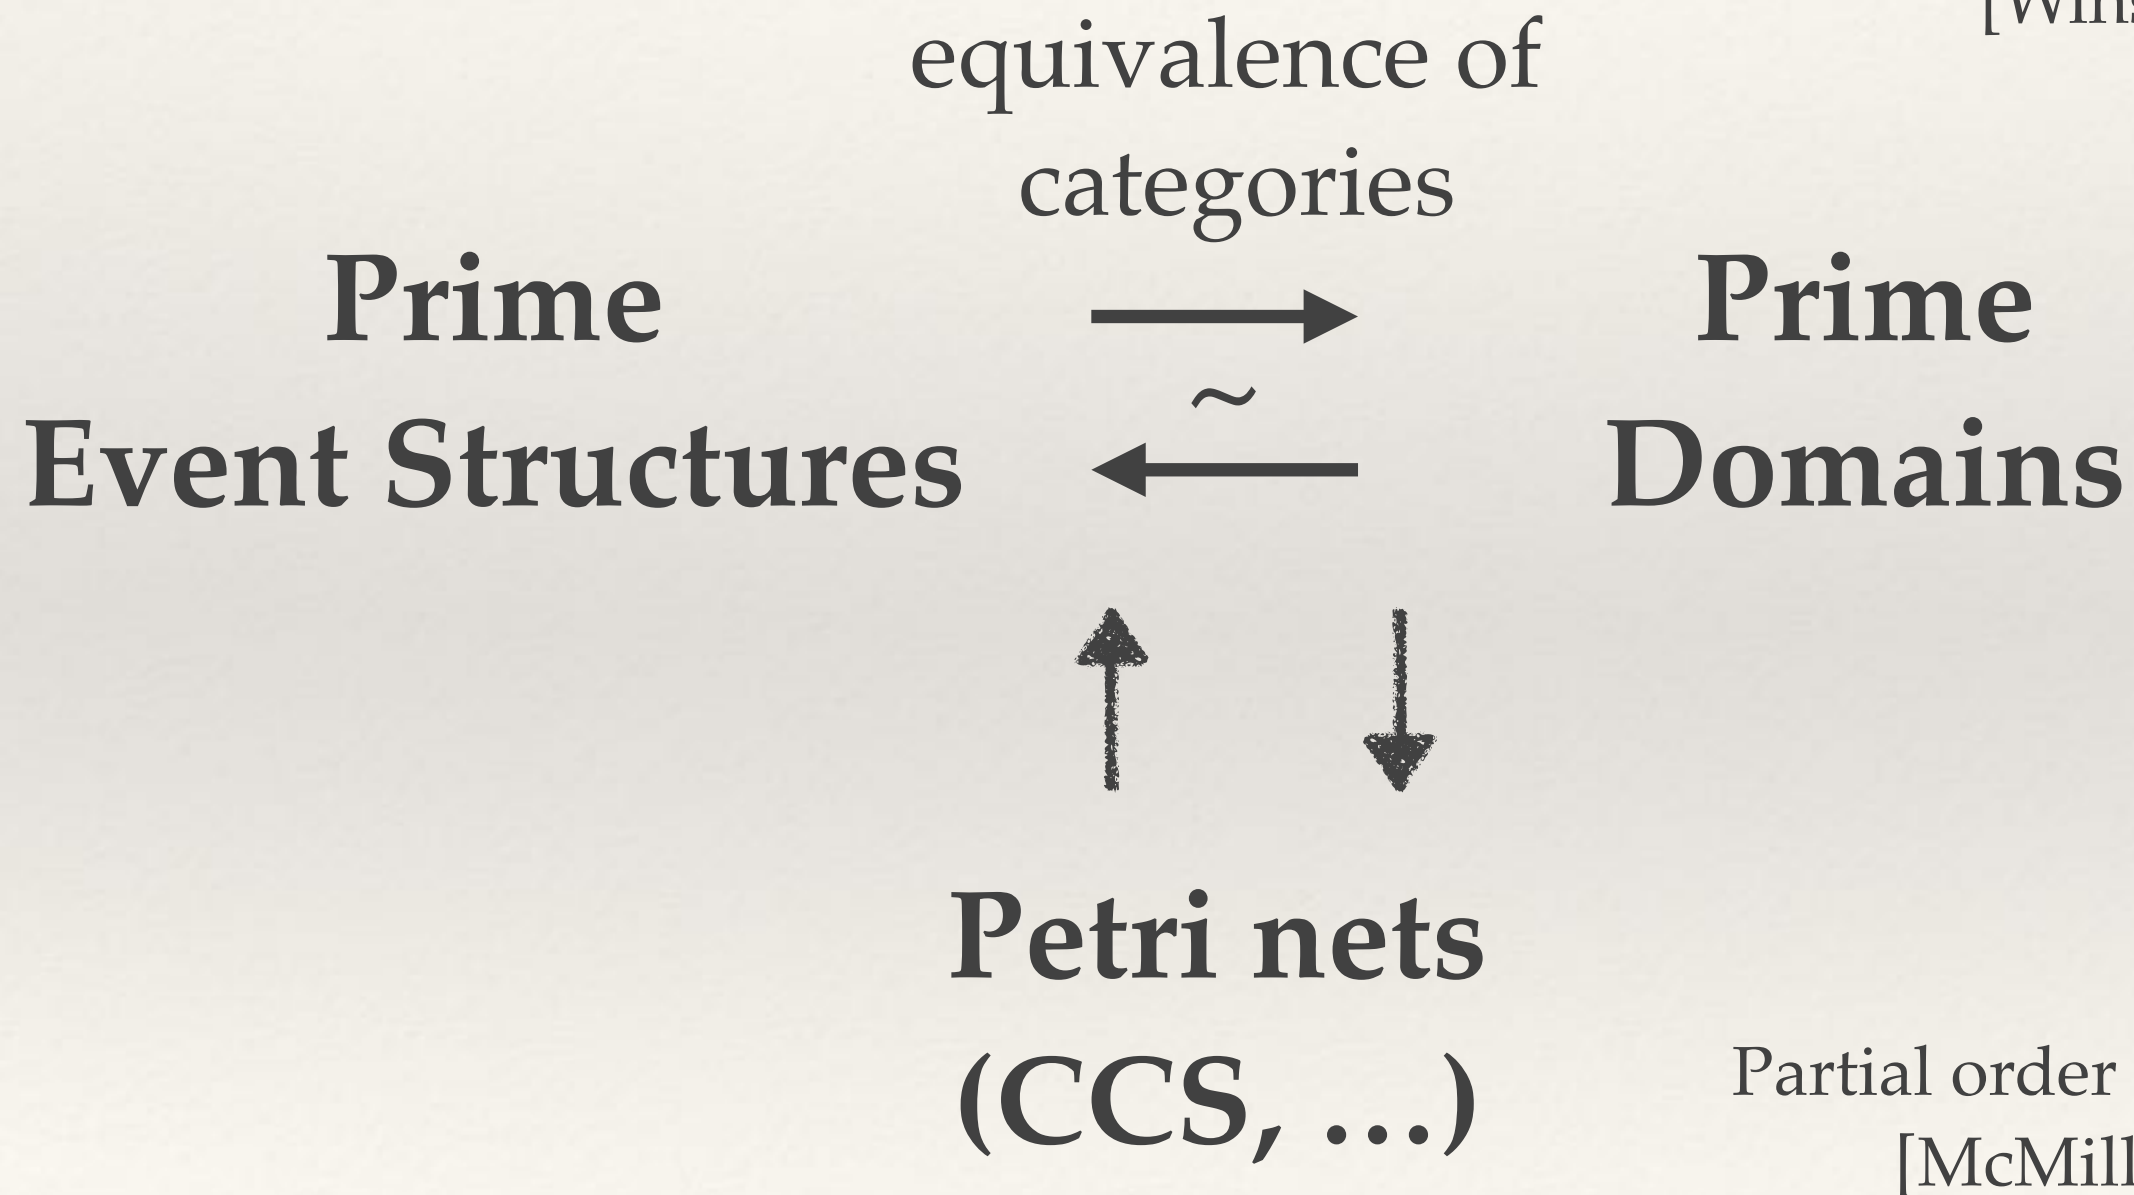 equivalence of
categories
Prime
Event Structures
~
Prime
Domains
Petri nets
(CCS, ...)
Partial order